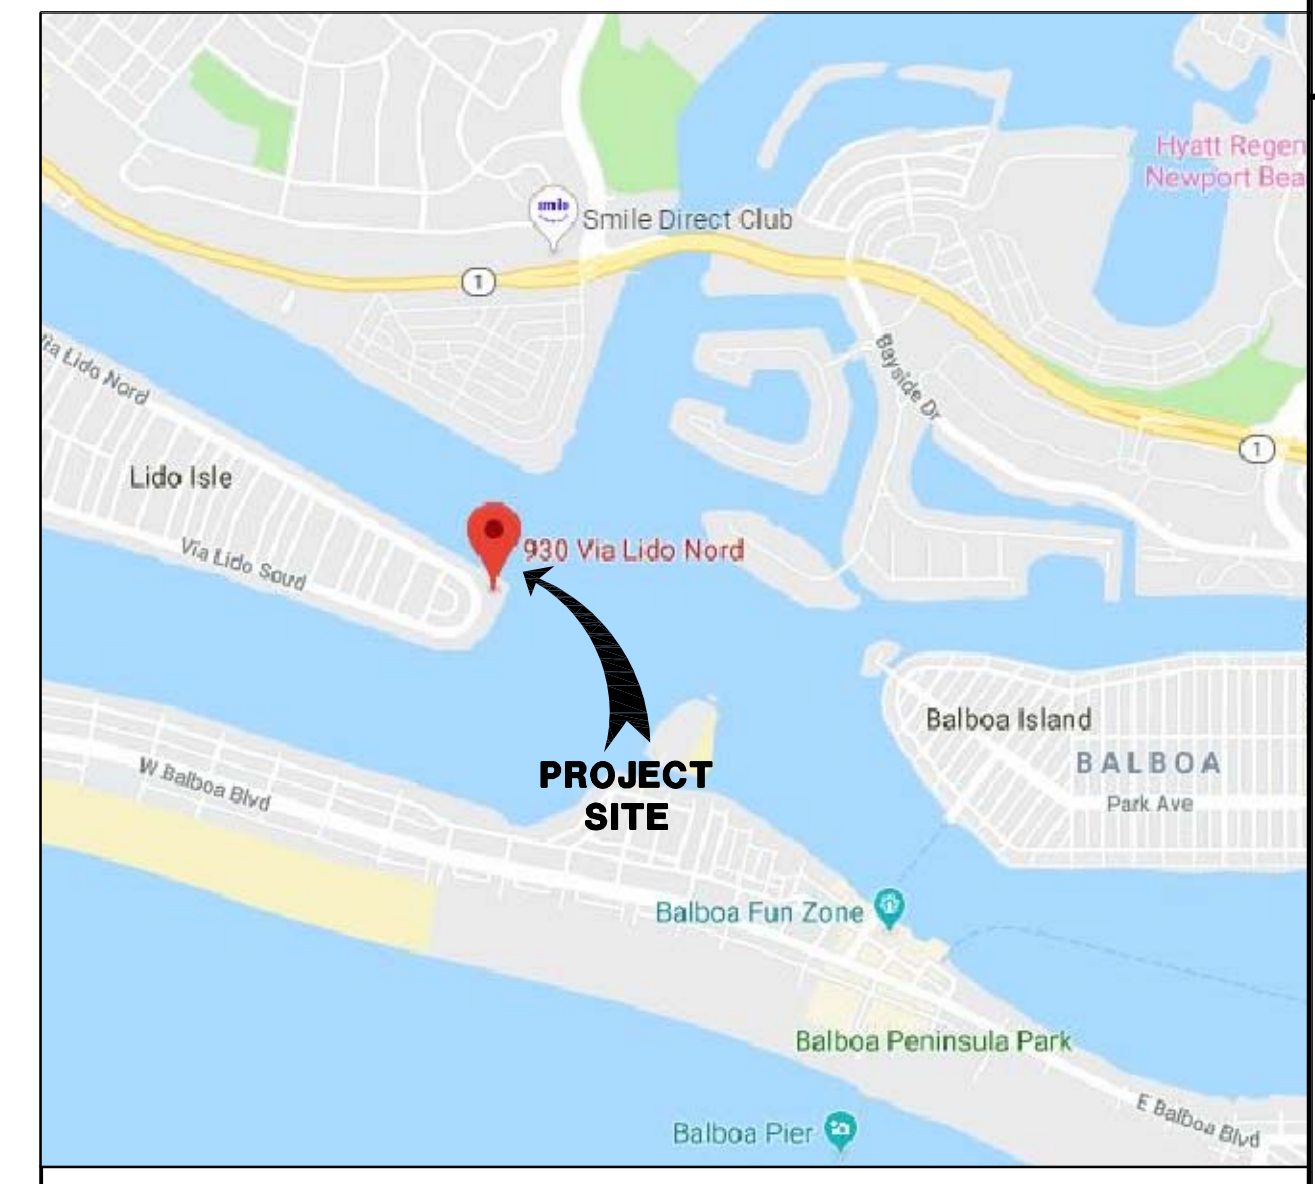 Hyatt Regen
Newport Bea
smile
Smile Direct Club
1
Bayside Dr
Via Lido Nord
1
Lido Isle
Via Lido Soud
930 Via Lido Nord
Balboa Island
BALBOA
Park Ave
PROJECT
SITE
W Balboa Blvd
Balboa Fun Zone
Balboa Peninsula Park
E Balboa Blvd
Balboa Pier